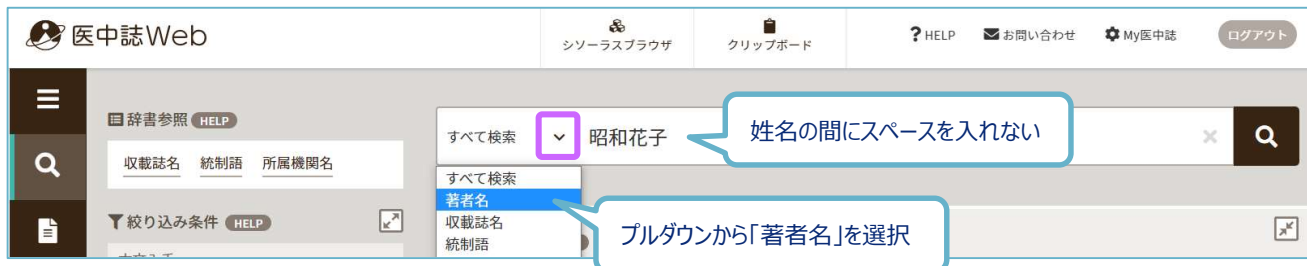 医中誌Web
シソーラスブラウザ
クリップボード
? HELP
お問い合わせ
My医中誌
ログアウト
辞書参照 HELP
収載誌名 統制語 所属機関名
すべて検索
昭和花子
姓名の間にスペースを入れない
すべて検索
著者名
収載誌名
統制語
プルダウンから「著者名」を選択
絞り込み条件 HELP